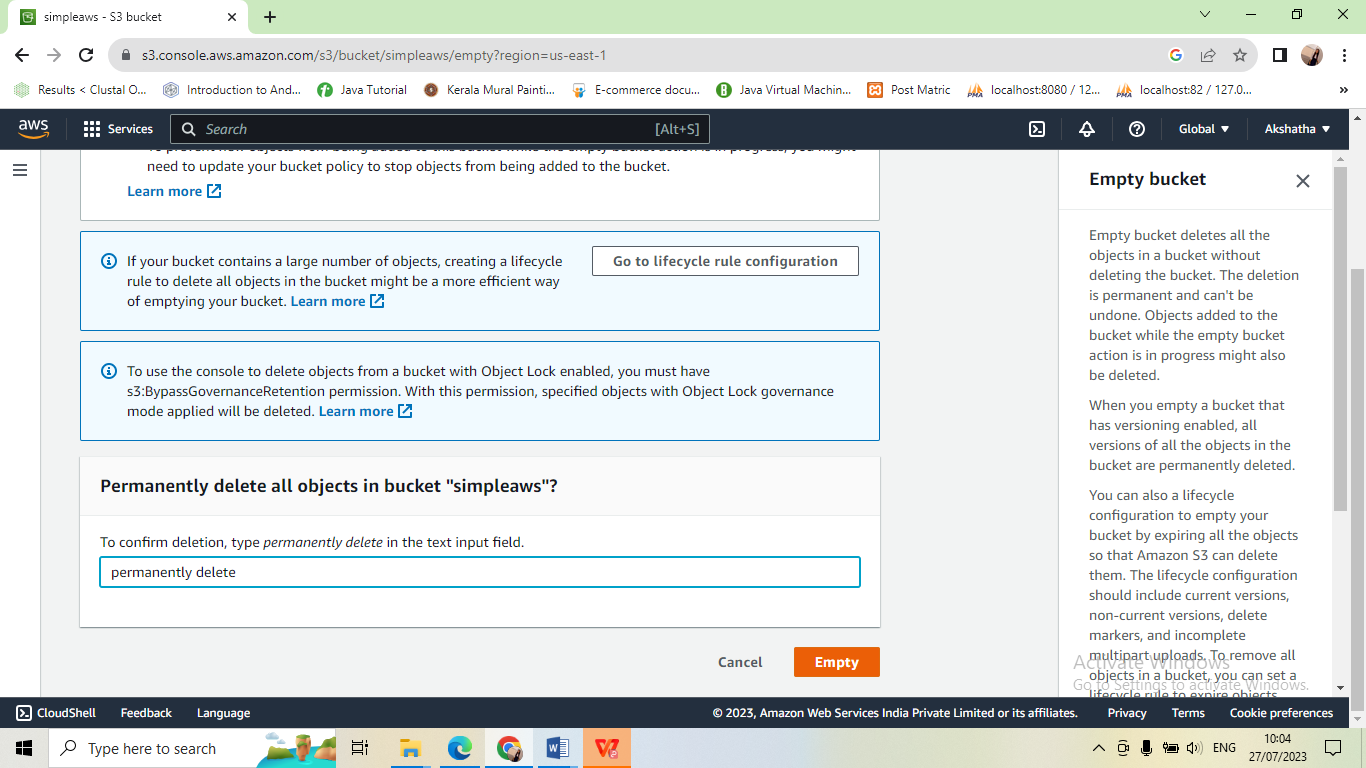 simpleaws - S3 bucket
s3.console.aws.amazon.com/s3/bucket/simpleaws/empty?region=us-east-1
Results < Clustal O...
Introduction to And...
Java Tutorial
Kerala Mural Painti...
E-commerce docu...
Java Virtual Machin...
Post Matric
localhost:8080 / 12...
localhost:82 / 127.0...
»
aws
Services
Search
[Alt+S]
Global
Akshatha
need to update your bucket policy to stop objects from being added to the bucket.
Learn more
If your bucket contains a large number of objects, creating a lifecycle
rule to delete all objects in the bucket might be a more efficient way
of emptying your bucket. Learn more
Go to lifecycle rule configuration
To use the console to delete objects from a bucket with Object Lock enabled, you must have
s3:BypassGovernanceRetention permission. With this permission, specified objects with Object Lock governance
mode applied will be deleted. Learn more
Permanently delete all objects in bucket "simpleaws"?
To confirm deletion, type permanently delete in the text input field.
permanently delete
Cancel
Empty
Empty bucket
Empty bucket deletes all the
objects in a bucket without
deleting the bucket. The deletion
is permanent and can't be
undone. Objects added to the
bucket while the empty bucket
action is in progress might also
be deleted.
When you empty a bucket that
has versioning enabled, all
versions of all the objects in the
bucket are permanently deleted.
You can also a lifecycle
configuration to empty your
bucket by expiring all the objects
so that Amazon S3 can delete
them. The lifecycle configuration
should include current versions,
non-current versions, delete
markers, and incomplete
multipart uploads. To remove all
objects in a bucket, you can set a
lifecycle rule to expire objects
Activate Windows
Go to Settings to activate Windows.
CloudShell
Feedback
Language
© 2023, Amazon Web Services India Private Limited or its affiliates.
Privacy
Terms
Cookie preferences
Type here to search
ENG
10:04
27/07/2023